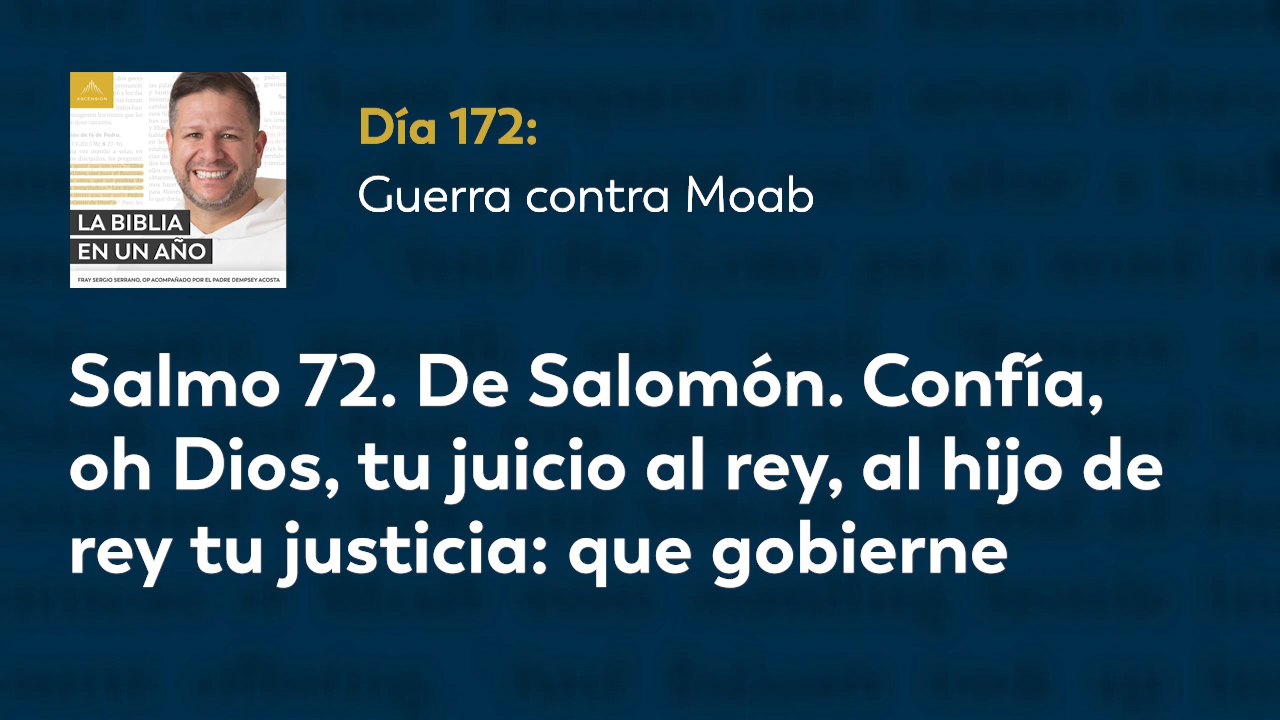 ASCENSION
Día 172:
Guerra contra Moab
LA BIBLIA
EN UN AÑO
FRAY SERGIO SERRANO, OP ACOMPAÑADO POR EL PADRE DEMPSEY ACOSTA
Salmo 72. De Salomón. Confía,
oh Dios, tu juicio al rey, al hijo de
rey tu justicia: que gobierne